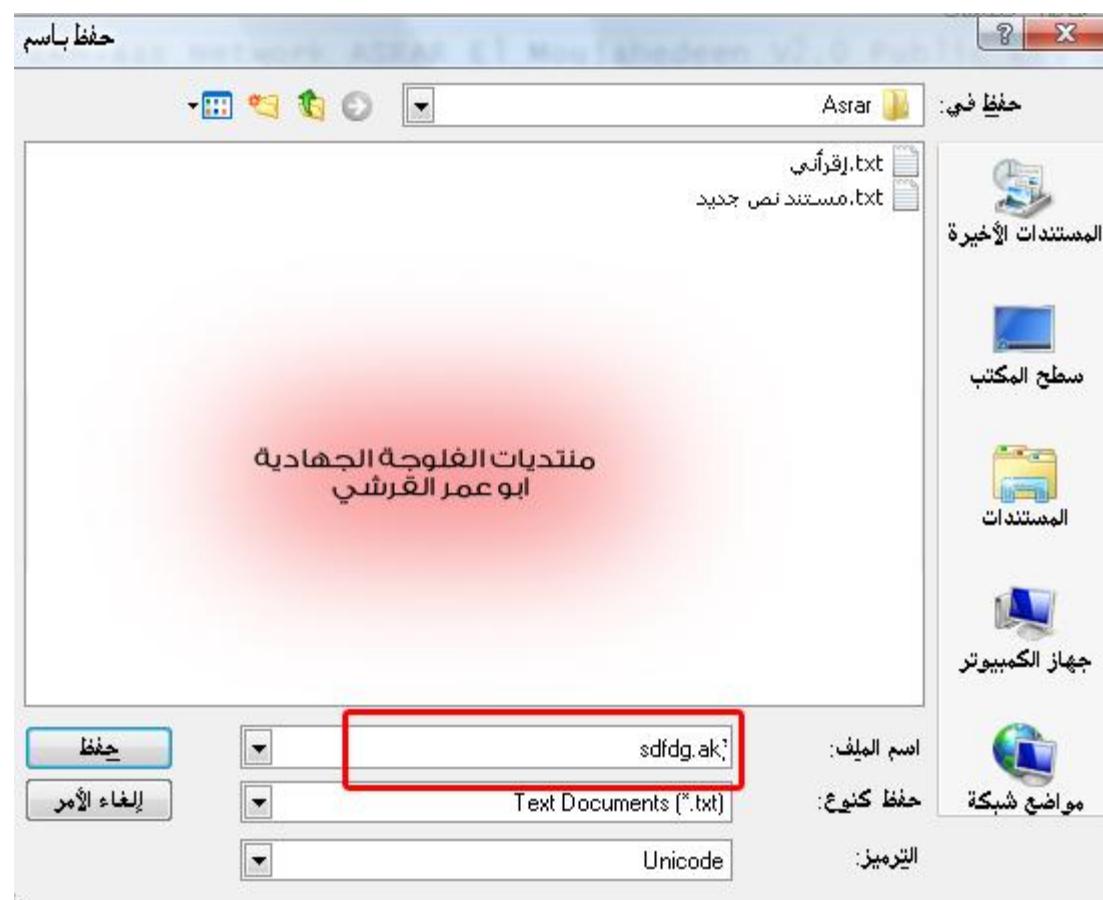 حفظ باسم
حفظ في:
Asrar
إقرأني.txt
مستند نص جديد.txt
المستندات الأخيرة
سطح المكتب
المستندات
جهاز الكمبيوتر
مواضع شبكة
منتديات الفلوجة الجهادية
ابو عمر القرشي
اسم الملف:
sdfdg.ak
حفظ
حفظ كنوع:
Text Documents (*.txt)
إلغاء الأمر
الترميز:
Unicode